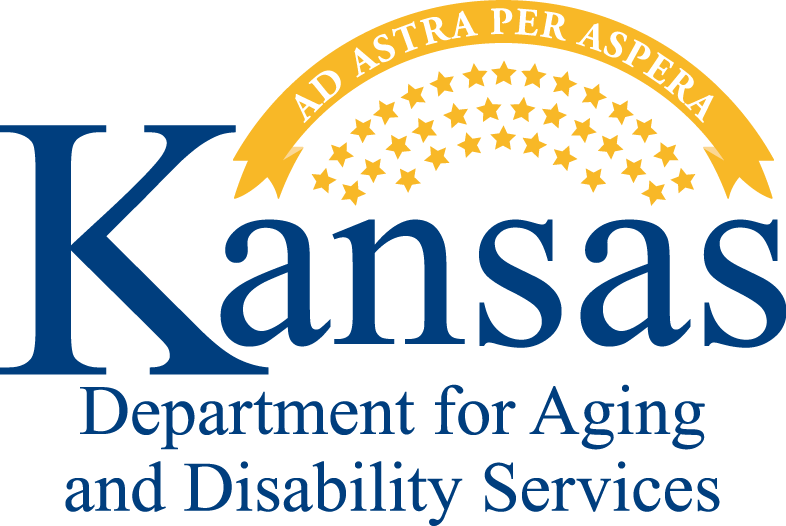 AD ASTRA PER ASPERA
Kansas
Department for Aging
and Disability Services